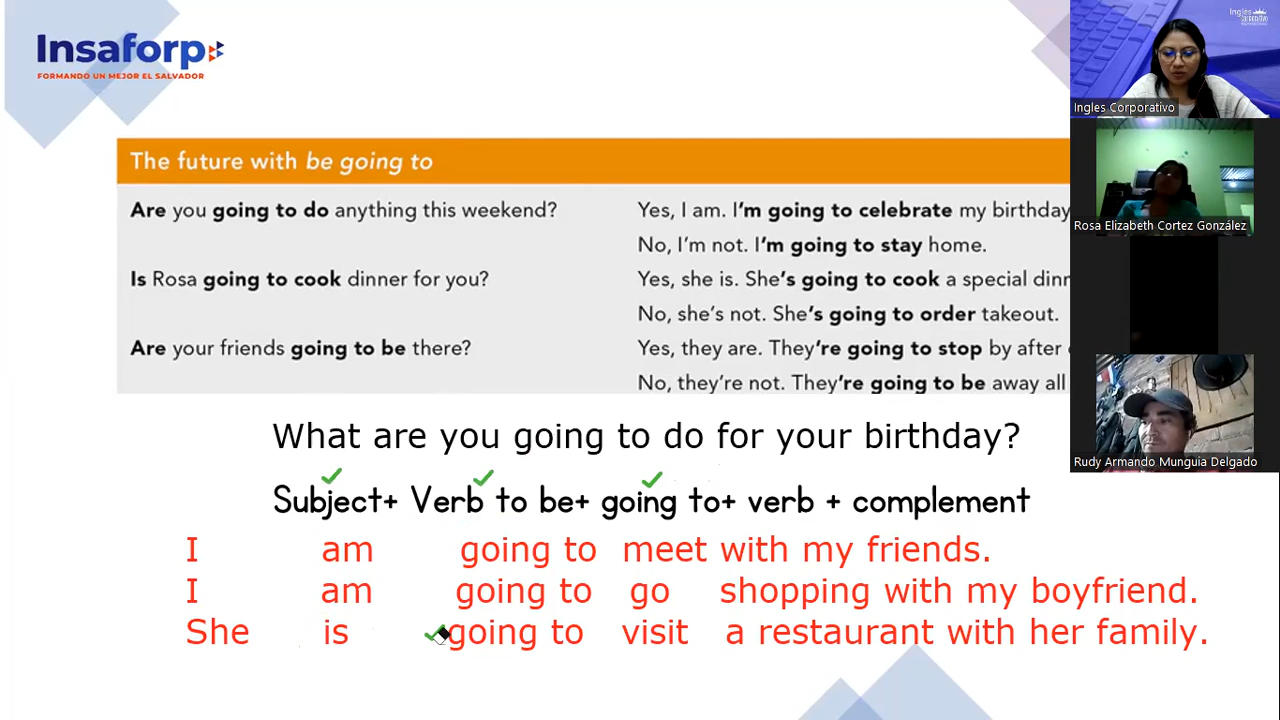 Insaforp
FORMANDO UN MEJOR EL SALVADOR
Ingles
Ingles Corporativo
Rosa Elizabeth Cortez González
Rudy Armando Munguia Delgado
The future with be going to
Are you going to do anything this weekend?
Yes, I am. I'm going to celebrate my birthday
No, I'm not. I'm going to stay home.
Is Rosa going to cook dinner for you?
Yes, she is. She's going to cook a special
No, she's not. She's going to order takeout.
Are your friends going to be there?
Yes, they are. They're going to stop by after
No, they're not. They're going to be away all
What are you going to do for your birthday?
Subject+ Verb to be+ going to+ verb + complement
I am going to meet with my friends.
I am going to go shopping with my boyfriend.
She is going to visit a restaurant with her family.